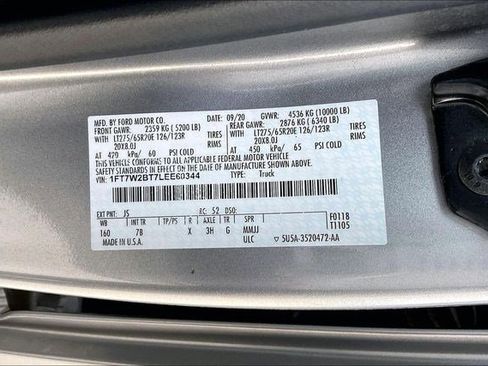 MFD. BY FORD MOTOR CO.
DATE: 09/20 GVWR: 4536 KG (10000 LB)
FRONT GAWR: 2359 KG (5200 LB) REAR GAWR: 2876 KG (6340 LB)
LT275/65R20E 126/123R TIRES LT275/65R20E 126/123R TIRES
20X8.0J RIMS 20X8.0J RIMS
AT 420 kPa/ 60 PSI COLD AT 450 kPa/ 65 PSI COLD
THIS VEHICLE CONFORMS TO ALL APPLICABLE FEDERAL MOTOR VEHICLE
SAFETY STANDARDS IN EFFECT ON THE DATE OF MANUFACTURE SHOWN ABOVE.
VIN: 1FT7W2BT7LEE60344 TYPE: Truck
EXT PNT: JS RC: 52 DSO: F0118
WB INT TR TP/PS R AXLE TR SPR T1105
160 7B X 3H G MMJJ
MADE IN U.S.A. ULC SU5A-3520472-AA